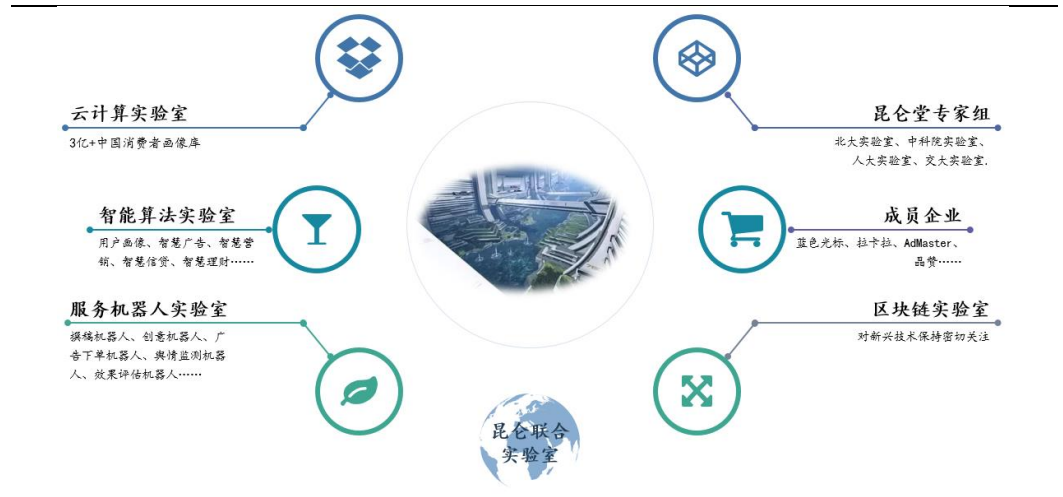 云计算实验室
3亿+中国消费者画像库
智能算法实验室
用户画像、智慧广告、智慧营
销、智慧信贷、智慧理财……
服务机器人实验室
撰稿机器人、创意机器人、广
告下单机器人、舆情监测机器
人、效果评估机器人……
昆仑堂专家组
北大实验室、中科院实验室、
人大实验室、交大实验室.
成员企业
蓝色光标、拉卡拉、AdMaster、
品赞……
区块链实验室
对新兴技术保持密切关注
昆仑联合
实验室